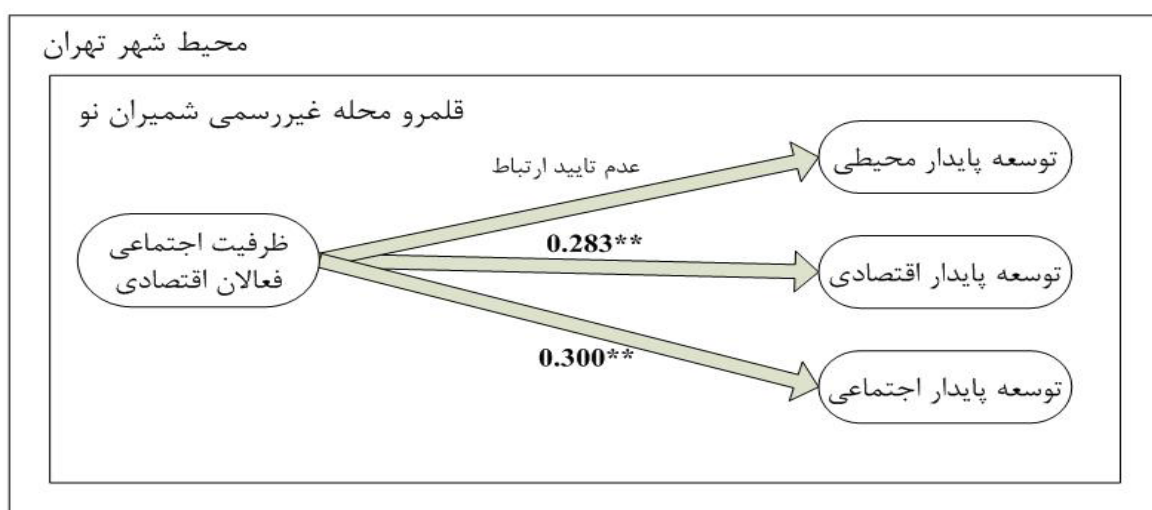 محیط شهر تهران
قلمرو محله غیررسمی شمیران نو
عدم تایید ارتباط
توسعه پایدار محیطی
ظرفیت اجتماعی
فعالان اقتصادی
0.283**
توسعه پایدار اقتصادی
0.300**
توسعه پایدار اجتماعی